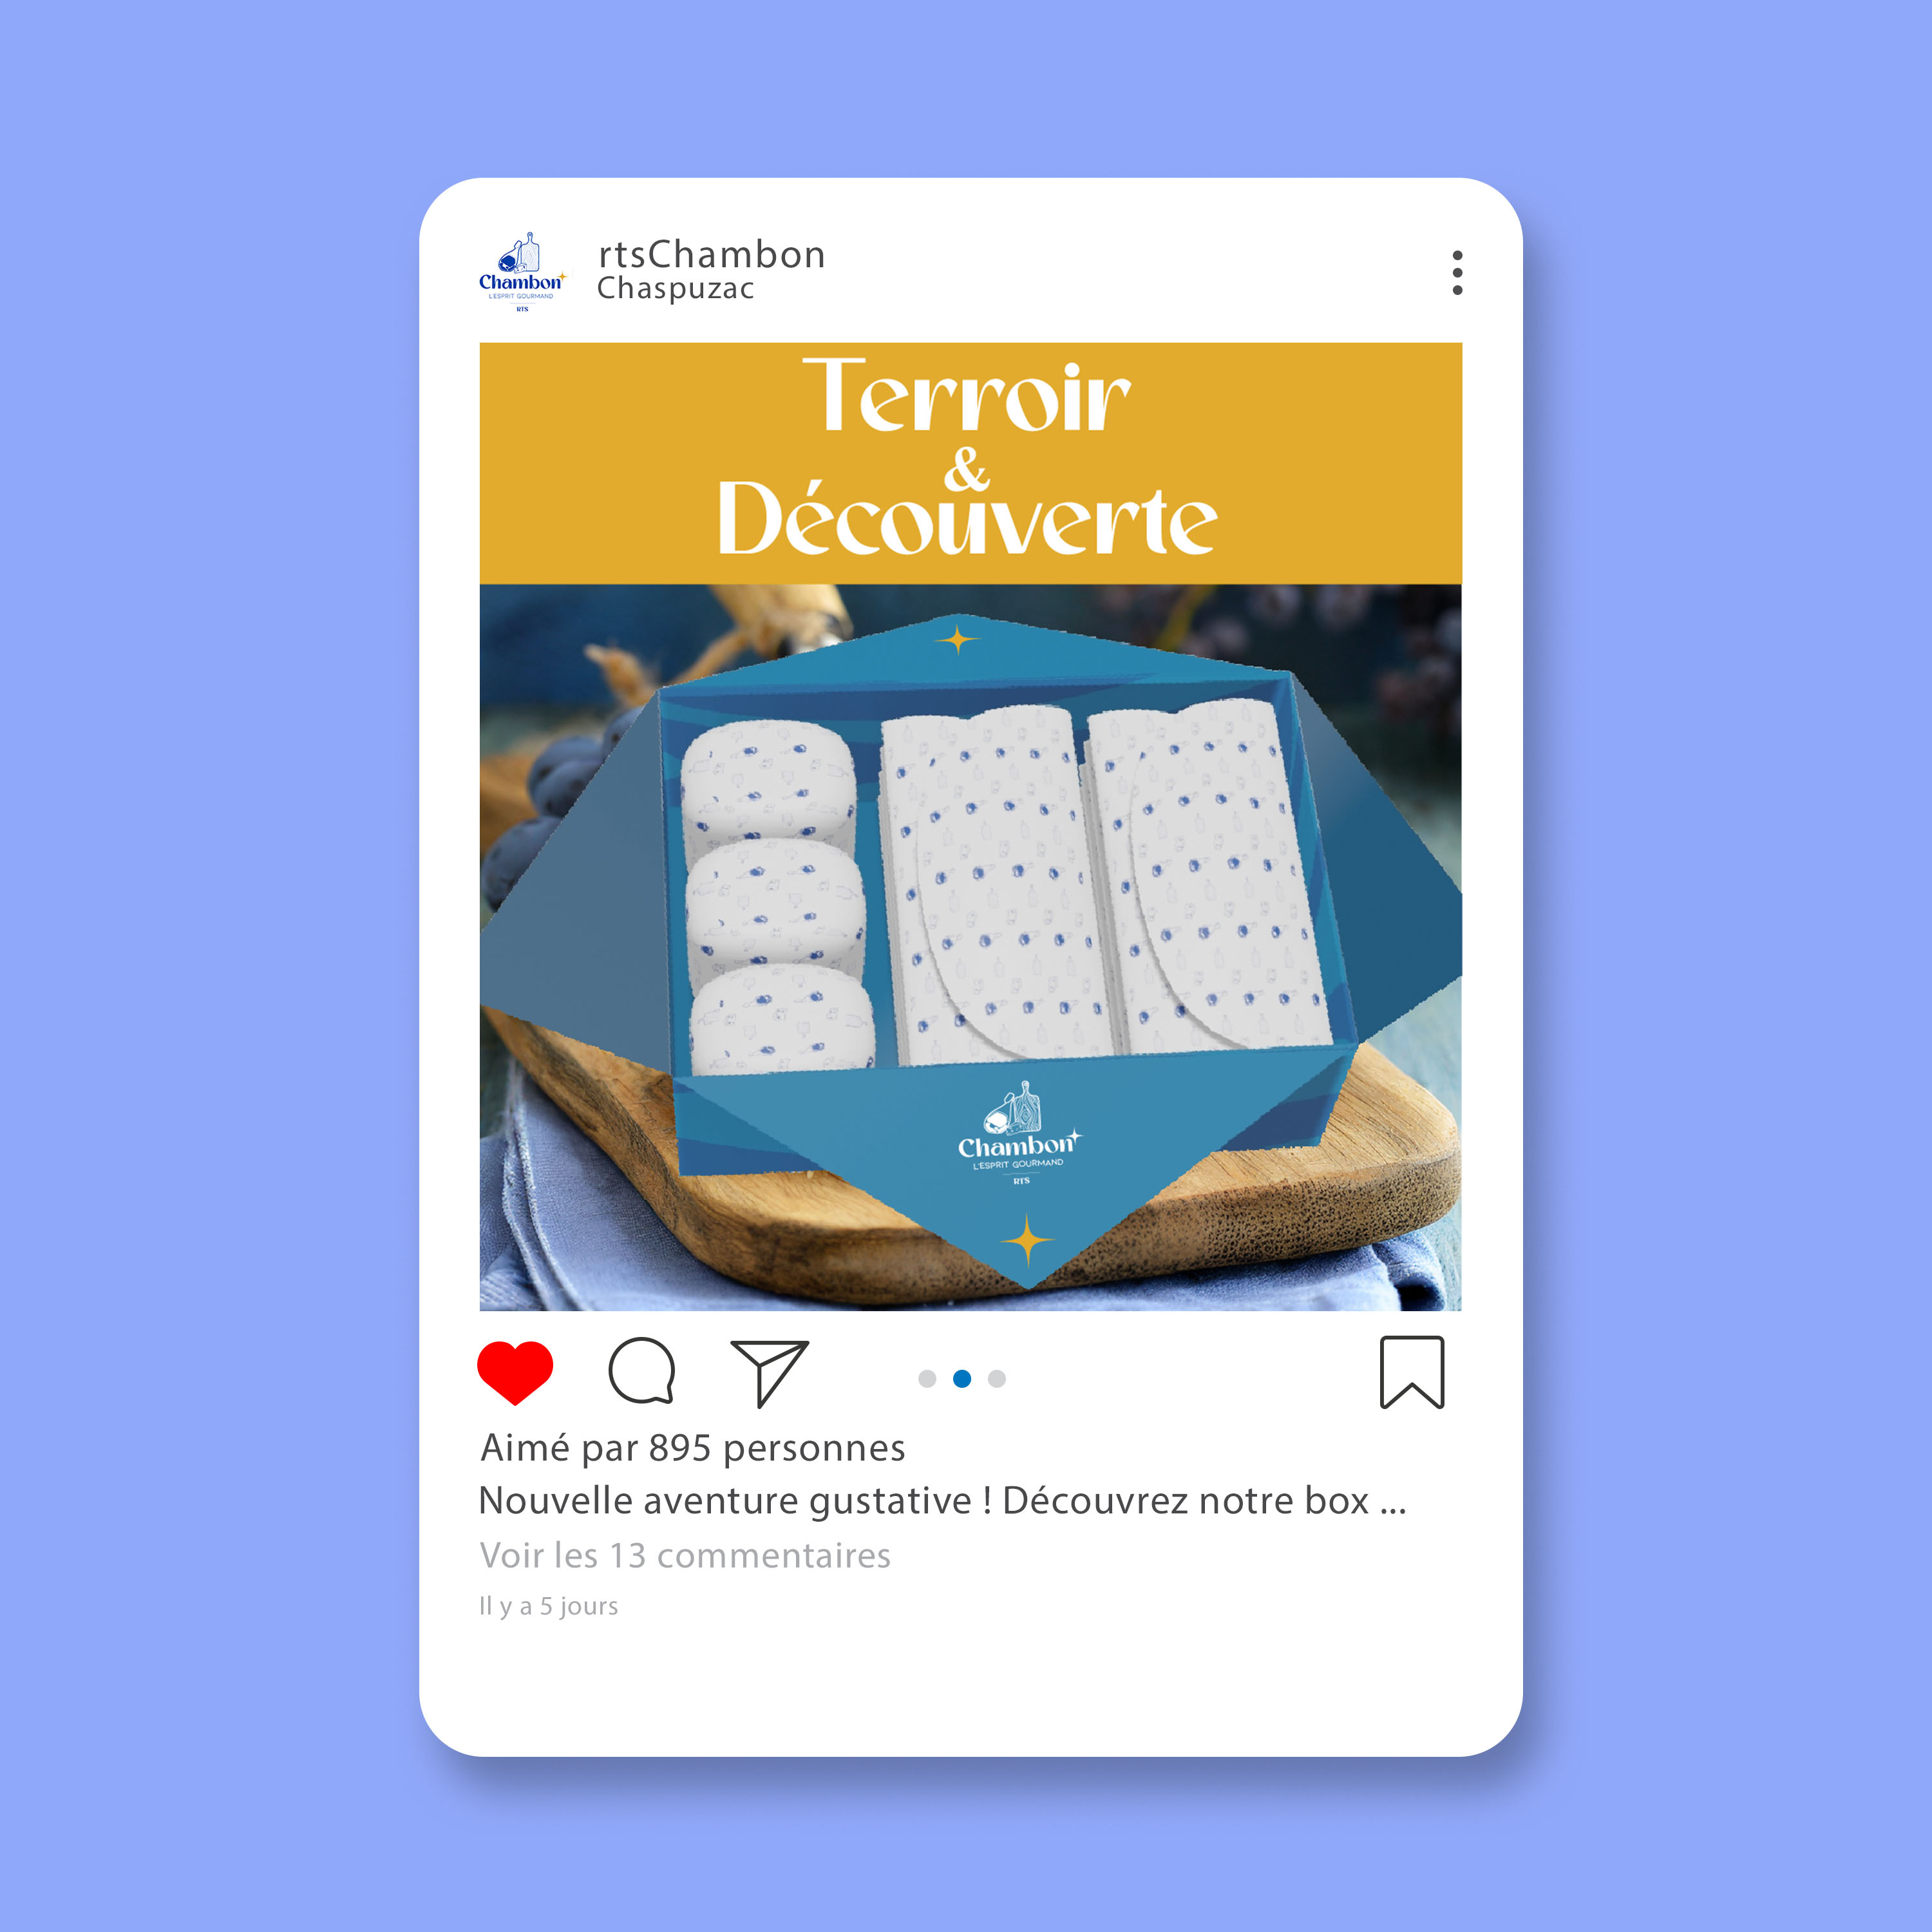 Chambon
L'ESPRIT GOURMAND
RTS
rtsChambon
Chaspuzac
Terroir
&
Découverte
Chambon
L'ESPRIT GOURMAND
RTS
Aimé par 895 personnes
Nouvelle aventure gustative ! Découvrez notre box ...
Voir les 13 commentaires
Il y a 5 jours